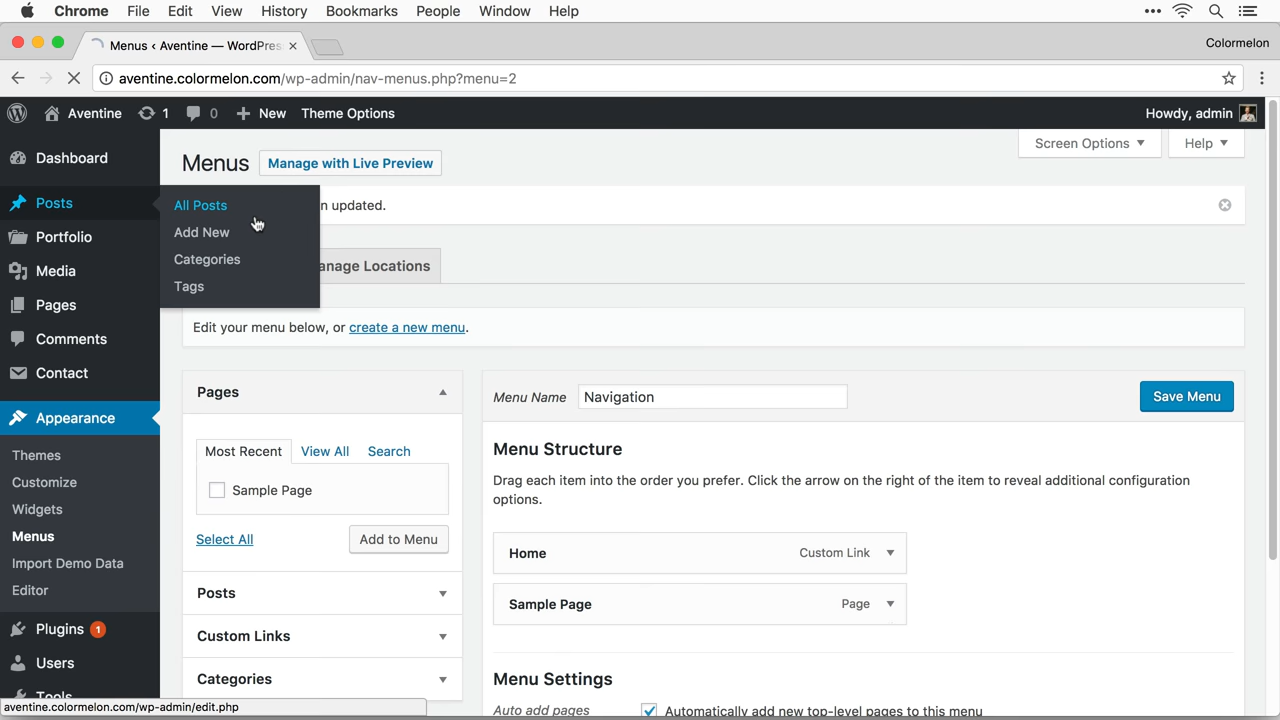 Chrome File Edit View History Bookmarks People Window Help
Menus ‹ Aventine — WordPres
Colormelon
aventine.colormelon.com/wp-admin/nav-menus.php?menu=2
Aventine 1 0 New Theme Options Howdy, admin
Screen Options Help
Dashboard
Posts
Portfolio
Media
Pages
Comments
Contact
Appearance
Themes
Customize
Widgets
Menus
Import Demo Data
Editor
Plugins 1
Users
Tools
All Posts
Add New
Categories
Tags
Menus Manage with Live Preview
n updated.
anage Locations
Edit your menu below, or create a new menu.
Pages
Most Recent View All Search
Sample Page
Select All Add to Menu
Posts
Custom Links
Categories
Menu Name Navigation Save Menu
Menu Structure
Drag each item into the order you prefer. Click the arrow on the right of the item to reveal additional configuration
options.
Home Custom Link
Sample Page Page
Menu Settings
Auto add pages Automatically add new top-level pages to this menu
aventine.colormelon.com/wp-admin/edit.php